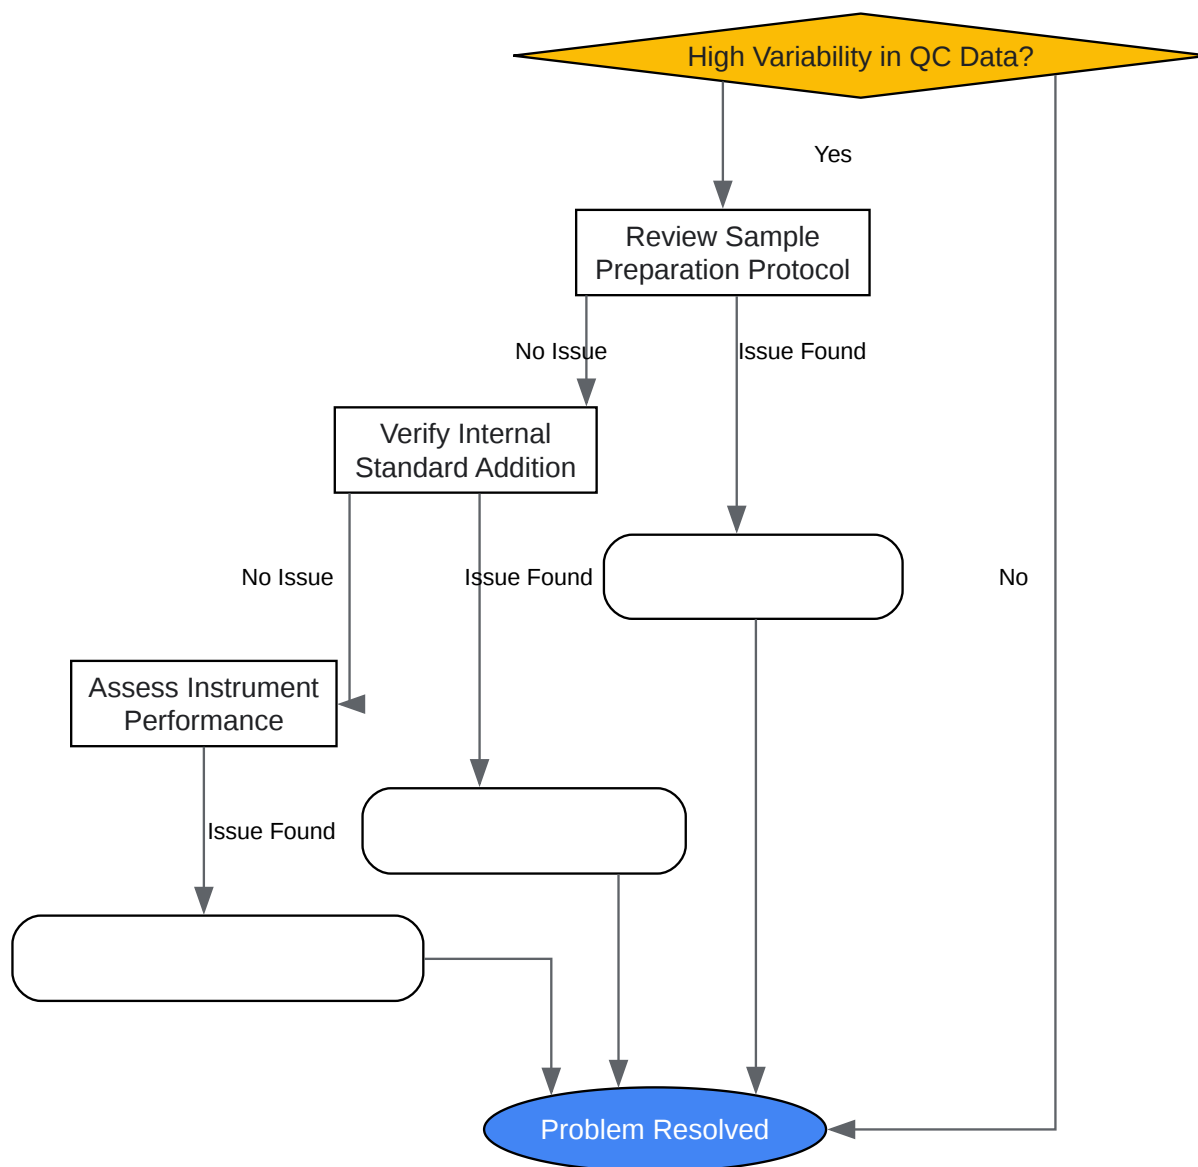 High Variability in QC Data?
Yes
Review Sample
Preparation Protocol
No Issue
Issue Found
Verify Internal
Standard Addition
No Issue
Issue Found
No
Assess Instrument
Performance
Issue Found
Problem Resolved